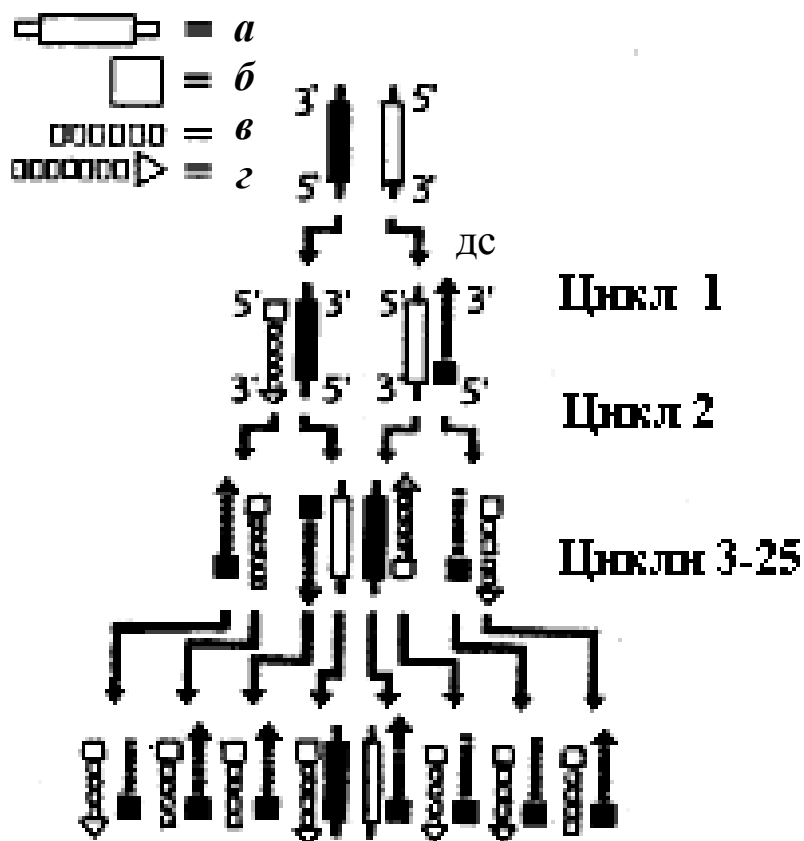 = а
= б
= в
= г
3' 5'
5' 3'
дс
Цикл 1
5' 3' 5' 3'
3' 5' 3' 5'
Цикл 2
Цикли 3-25